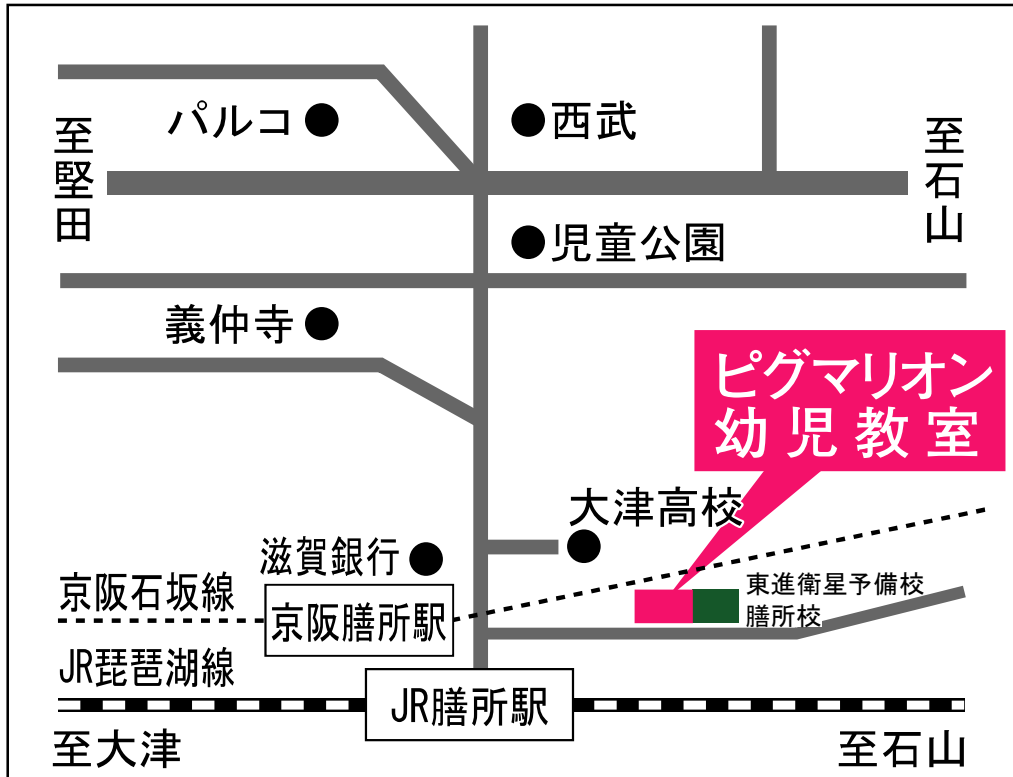 パルコ
西武
至堅田
至石山
児童公園
義仲寺
ピグマリオン
幼児教室
大津高校
滋賀銀行
京阪石坂線
京阪膳所駅
東進衛星予備校
膳所校
JR琵琶湖線
JR膳所駅
至大津
至石山